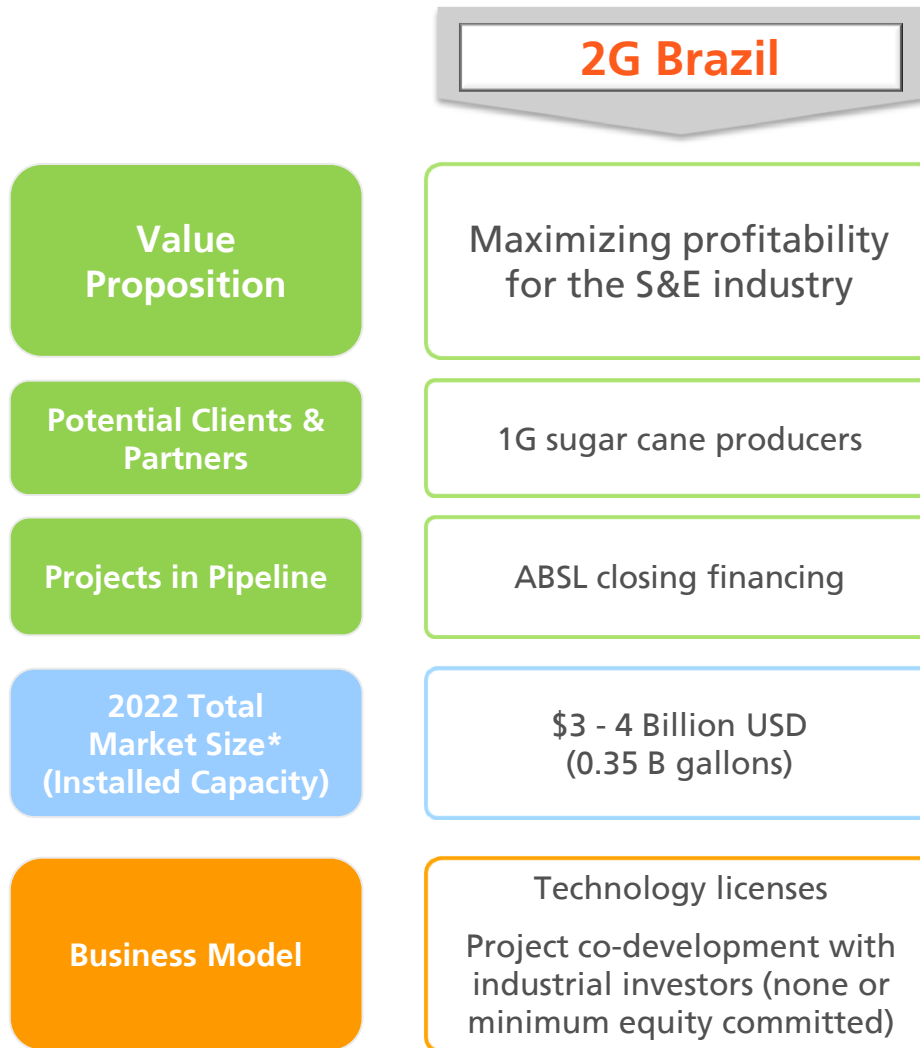 2G Brazil
Value
Proposition
Maximizing profitability
for the S&E industry
Potential Clients &
Partners
1G sugar cane producers
Projects in Pipeline
ABSL closing financing
2022 Total
Market Size*
(Installed Capacity)
$3 - 4 Billion USD
(0.35 B gallons)
Business Model
Technology licenses
Project co-development with
industrial investors (none or
minimum equity committed)